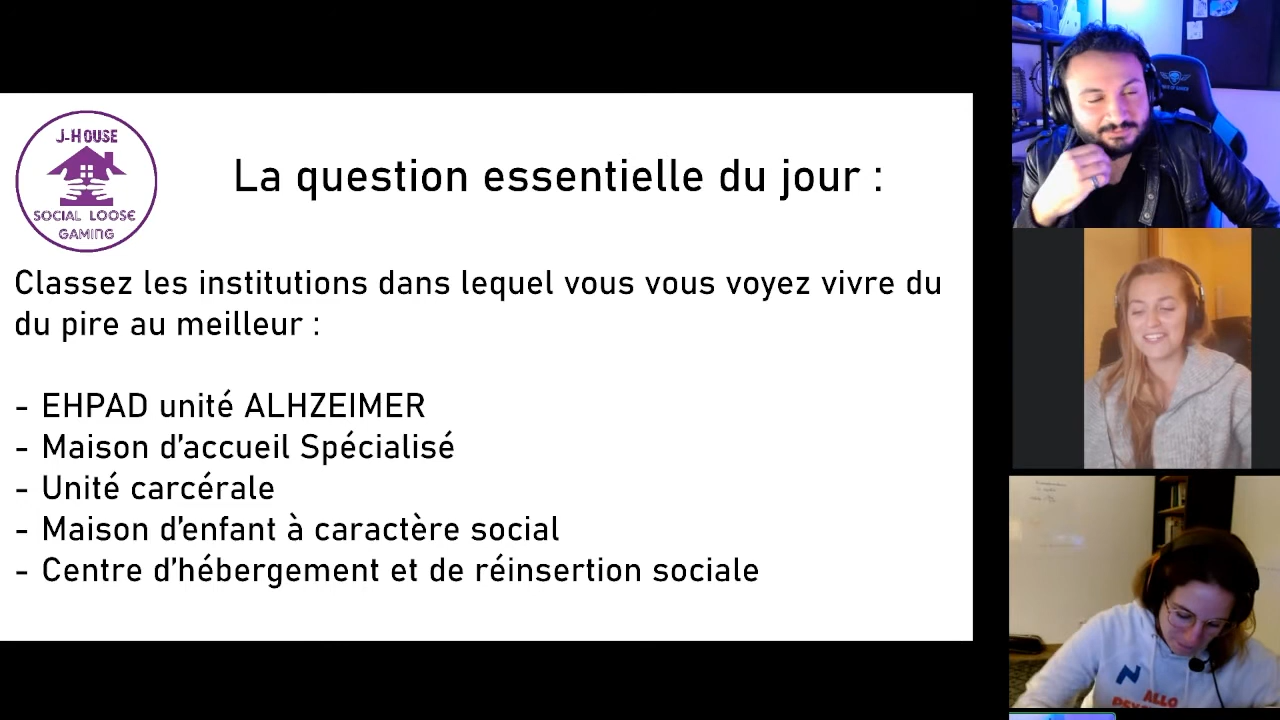 J-HOUSE
SOCIAL LOOSE
GAMING
La question essentielle du jour :
Classez les institutions dans lequel vous vous voyez vivre du
du pire au meilleur :
- EHPAD unité ALHZEIMER
- Maison d'accueil Spécialisé
- Unité carcérale
- Maison d'enfant à caractère social
- Centre d'hébergement et de réinsertion sociale
ALLO